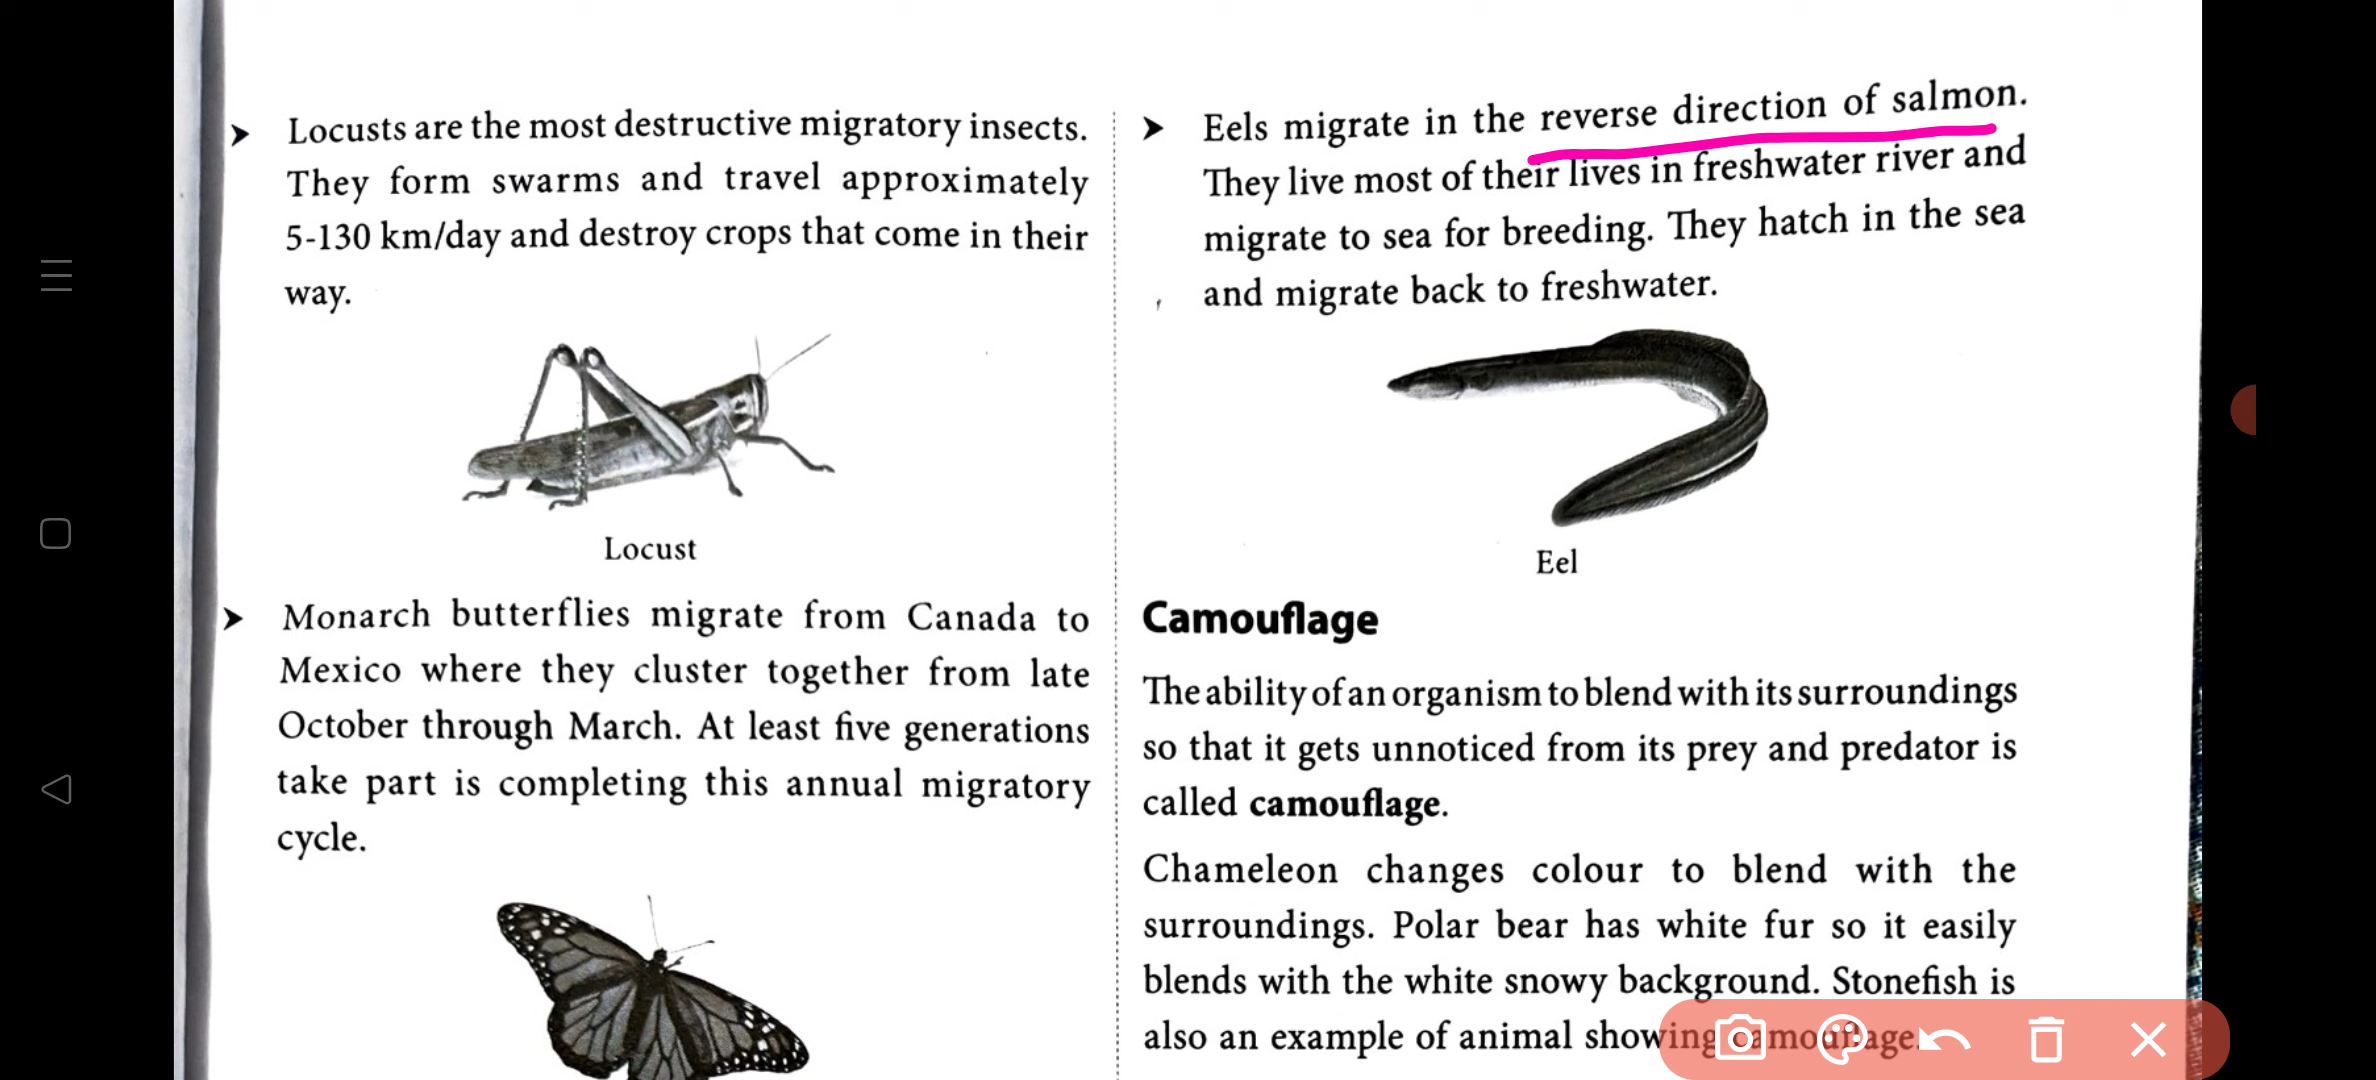 ➤ Locusts are the most destructive migratory insects.
They form swarms and travel approximately
5-130 km/day and destroy crops that come in their
way.
Locust
➤ Monarch butterflies migrate from Canada to
Mexico where they cluster together from late
October through March. At least five generations
take part is completing this annual migratory
cycle.
➤ Eels migrate in the reverse direction of salmon.
They live most of their lives in freshwater river and
migrate to sea for breeding. They hatch in the sea
and migrate back to freshwater.
Eel
Camouflage
The ability of an organism to blend with its surroundings
so that it gets unnoticed from its prey and predator is
called camouflage.
Chameleon changes colour to blend with the
surroundings. Polar bear has white fur so it easily
blends with the white snowy background. Stonefish is
also an example of animal showing camouflage.